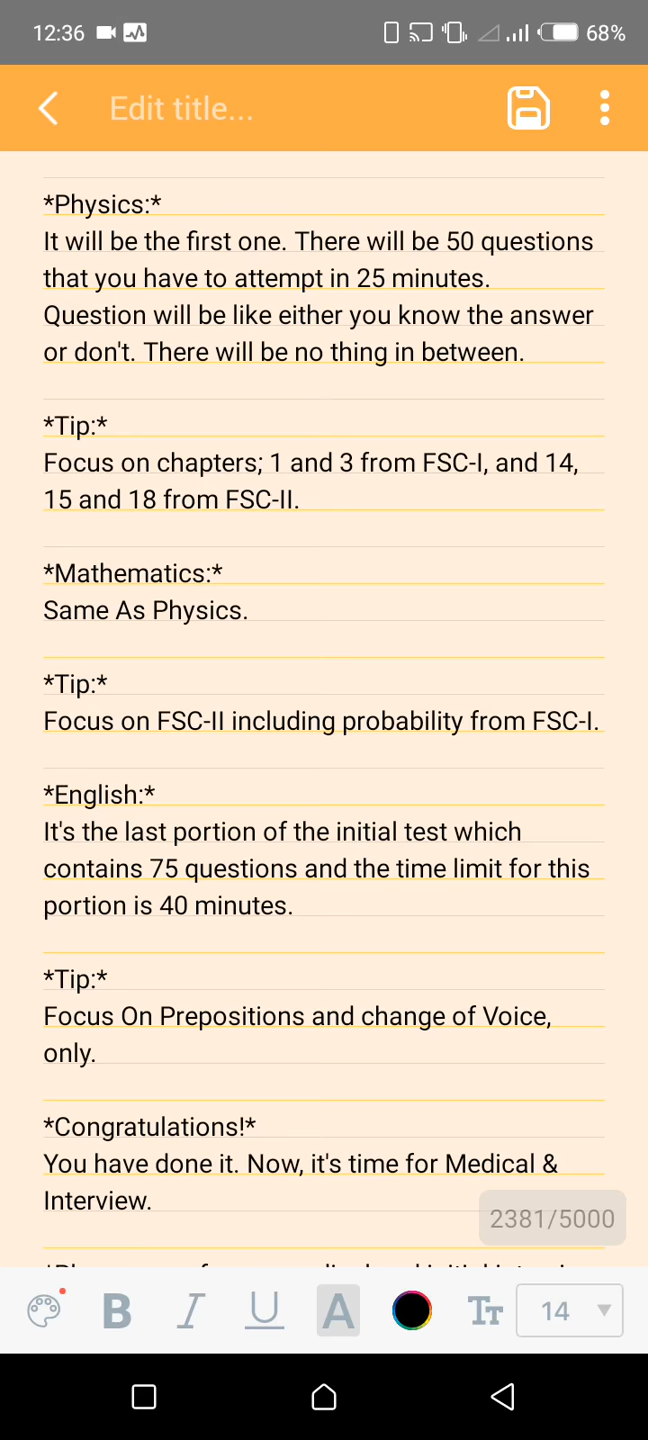 12:36
68%
Edit title...
*Physics:*
It will be the first one. There will be 50 questions
that you have to attempt in 25 minutes.
Question will be like either you know the answer
or don't. There will be no thing in between.
*Tip:*
Focus on chapters; 1 and 3 from FSC-I, and 14,
15 and 18 from FSC-II.
*Mathematics:*
Same As Physics.
*Tip:*
Focus on FSC-II including probability from FSC-I.
*English:*
It's the last portion of the initial test which
contains 75 questions and the time limit for this
portion is 40 minutes.
*Tip:*
Focus On Prepositions and change of Voice,
only.
*Congratulations!*
You have done it. Now, it's time for Medical &
Interview.
2381/5000
B I U A Tt 14